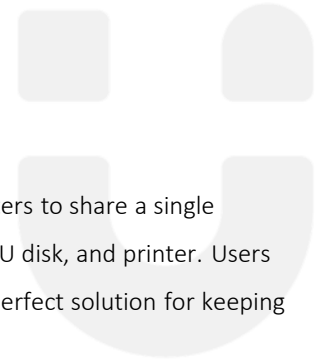 ers to share a single
U disk, and printer. Users
erfect solution for keeping